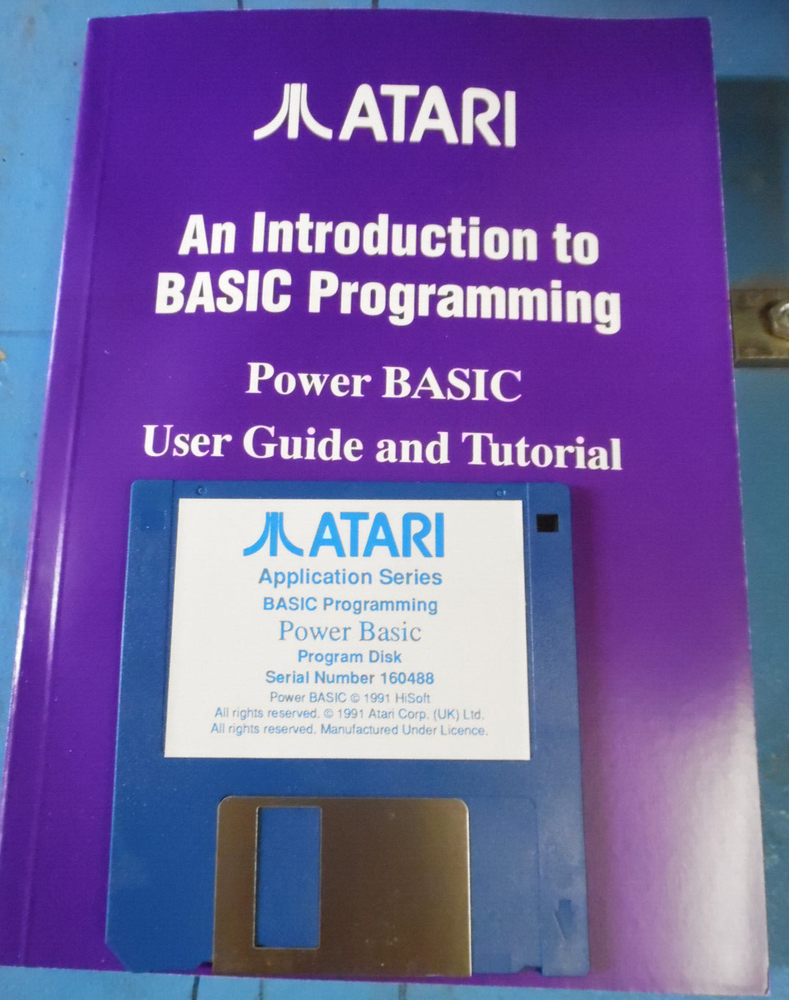 ATARI
An Introduction to
BASIC Programming
Power BASIC
User Guide and Tutorial
ATARI
Application Series
BASIC Programming
Power Basic
Program Disk
Serial Number 160488
Power BASIC © 1991 HiSoft
All rights reserved. © 1991 Atari Corp. (UK) Ltd.
All rights reserved. Manufactured Under Licence.